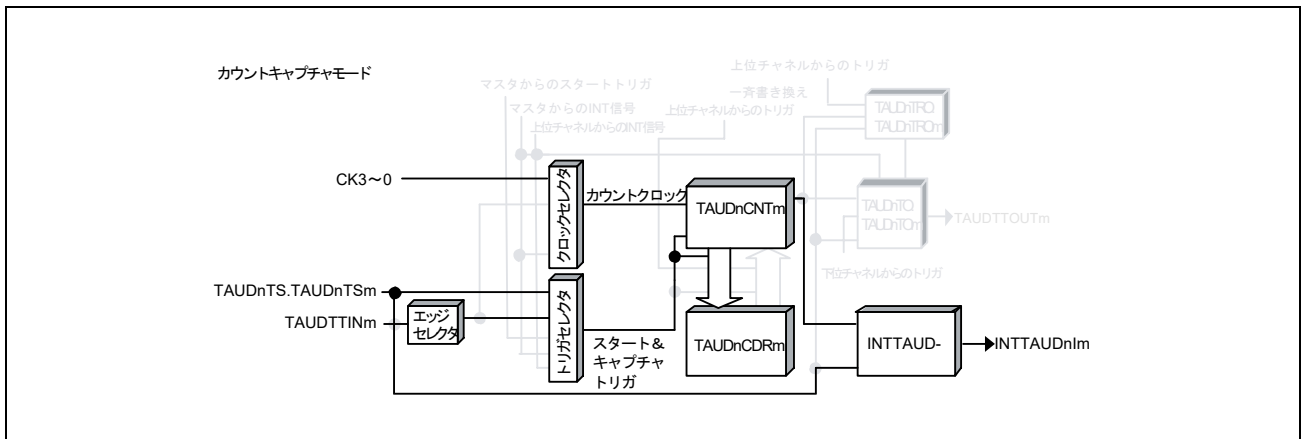 カウントキャプチャモード
上位チャネルからのトリガ
マスタからのスタートトリガ
一斉書き換え
マスタからのINT信号
上位チャネルからのトリガ
上位チャネルからのINT信号
TAUDnTRO.
TAUDnTROm
CK3～0
クロックセレクタ
カウントクロック
TAUDnCNTm
TAUDnTO.
TAUDnTOm
TAUDTTOUTm
下位チャネルからのトリガ
TAUDnTS.TAUDnTSm
TAUDTTINm
エッジ
セレクタ
トリガセレクタ
スタート&
キャプチャ
トリガ
TAUDnCDRm
INTTAUD-
INTTAUDnIm